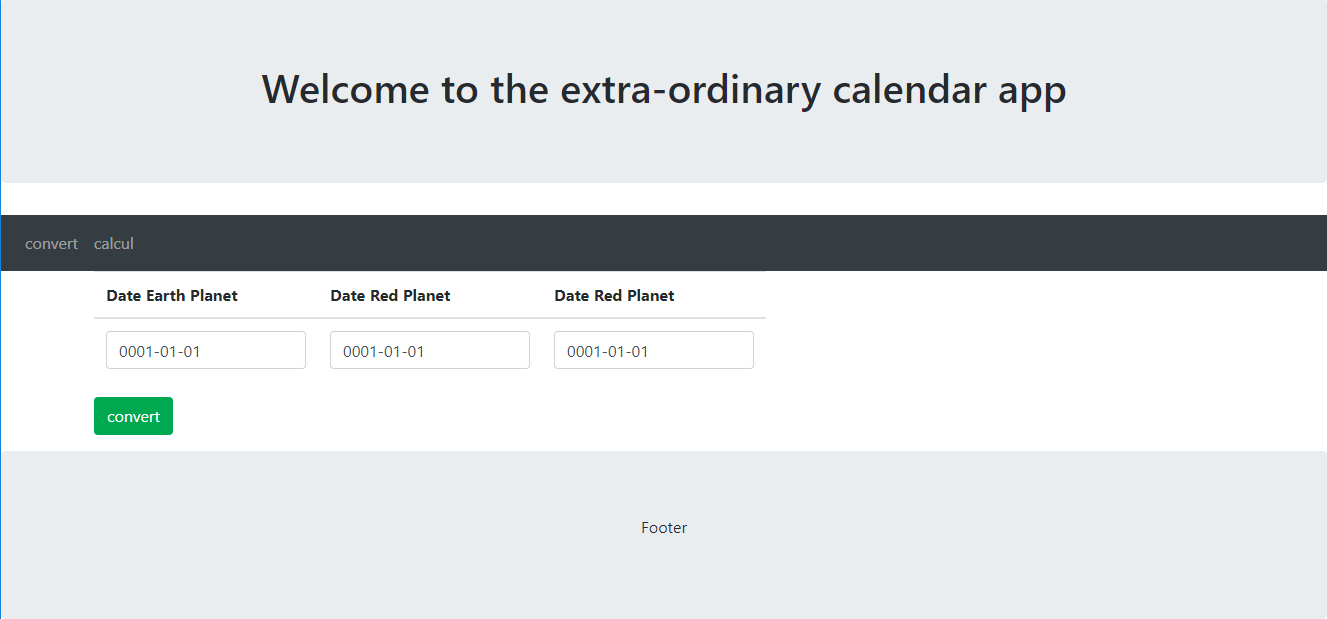 Welcome to the extra-ordinary calendar app
convert calcul
Date Earth Planet Date Red Planet Date Red Planet
0001-01-01 0001-01-01 0001-01-01
convert
Footer